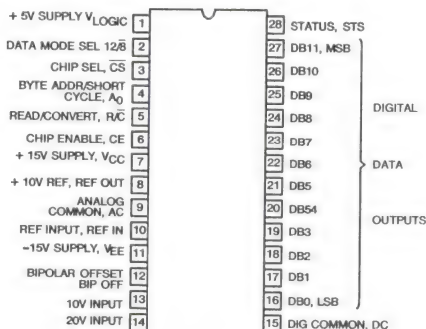 + 5V SUPPLY VLOGIC 1
DATA MODE SEL 12/8̅ 2
CHIP SEL, C̅S̅ 3
BYTE ADDR/SHORT
CYCLE, A0 4
READ/CONVERT, R/C̅ 5
CHIP ENABLE, CE 6
+ 15V SUPPLY, VCC 7
+ 10V REF, REF OUT 8
ANALOG
COMMON, AC 9
REF INPUT, REF IN 10
-15V SUPPLY, VEE 11
BIPOLAR OFFSET
BIP OFF 12
10V INPUT 13
20V INPUT 14
28 STATUS, STS
27 DB11, MSB
26 DB10
25 DB9
24 DB8
23 DB7
22 DB6
21 DB5
20 DB54
19 DB3
18 DB2
17 DB1
16 DB0, LSB
15 DIG COMMON, DC
DIGITAL
DATA
OUTPUTS